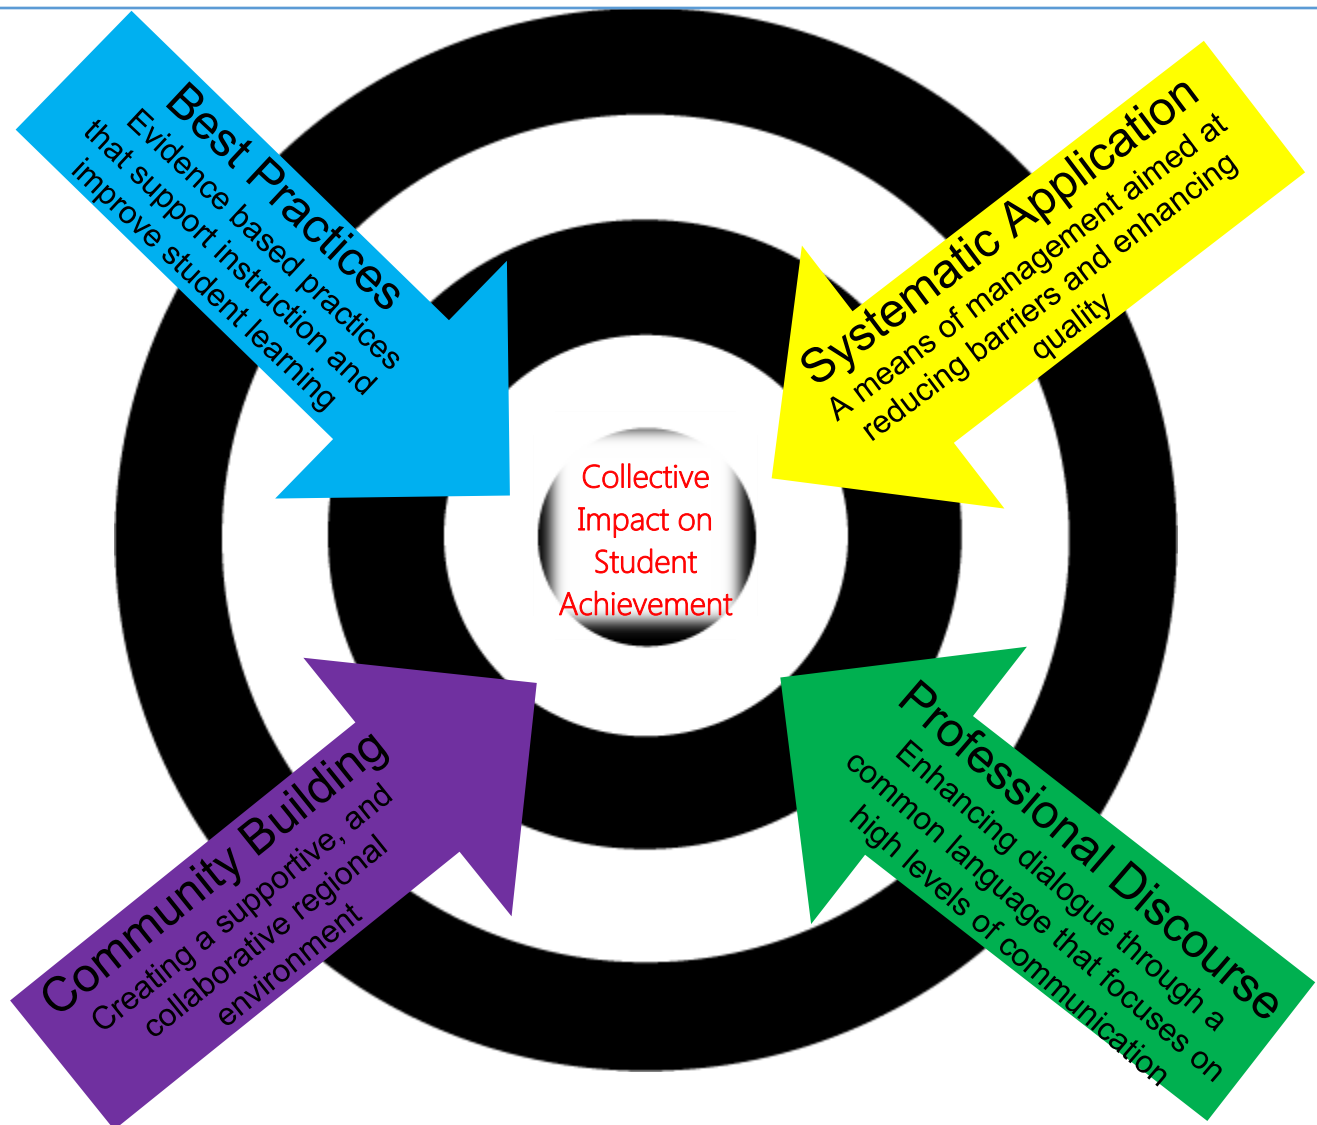 Best Practices
Evidence based practices
that support instruction and
improve student learning
Systematic Application
A means of management aimed at
reducing barriers and enhancing
quality
Collective
Impact on
Student
Achievement
Community Building
Creating a supportive, and
collaborative regional
environment
Professional Discourse
Enhancing dialogue through a
common language that focuses on
high levels of communication